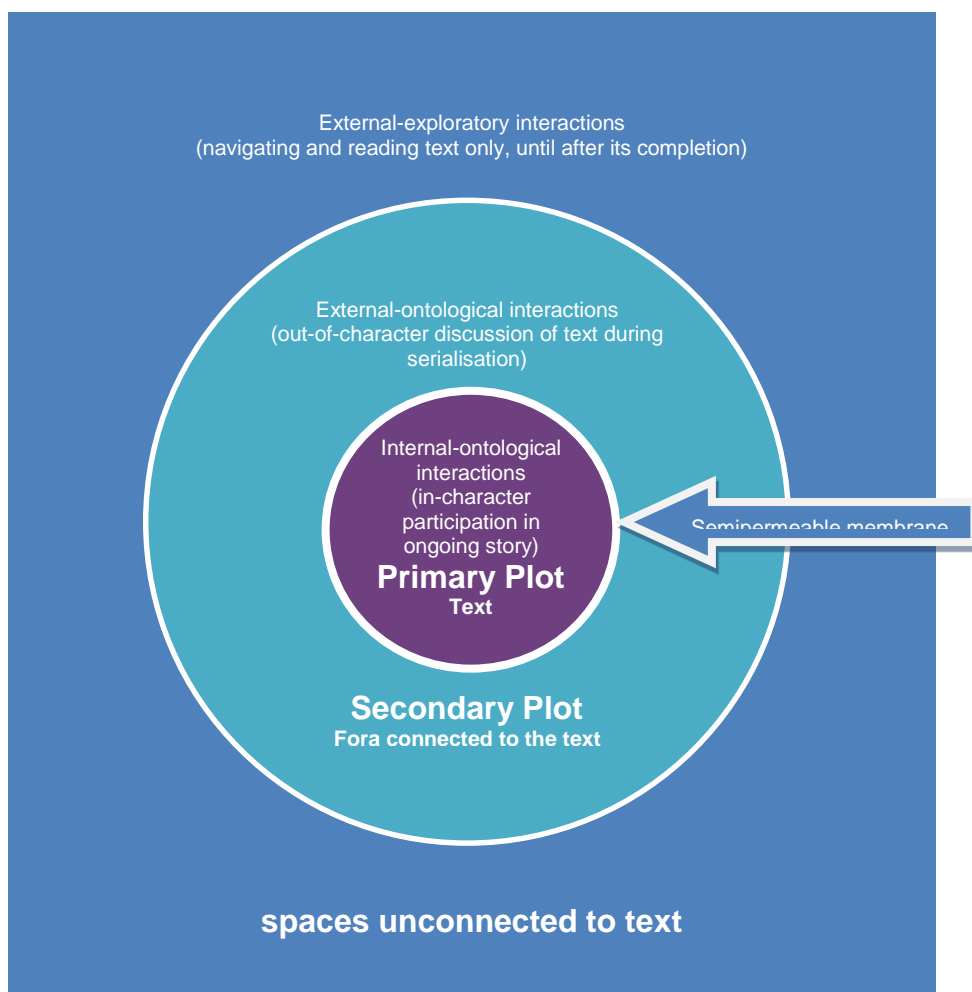 External-exploratory interactions
(navigating and reading text only, until after its completion)
External-ontological interactions
(out-of-character discussion of text during
serialisation)
Internal-ontological
interactions
(in-character
participation in
ongoing story)
Primary Plot
Text
Semipermeable membrane
Secondary Plot
Fora connected to the text
spaces unconnected to text